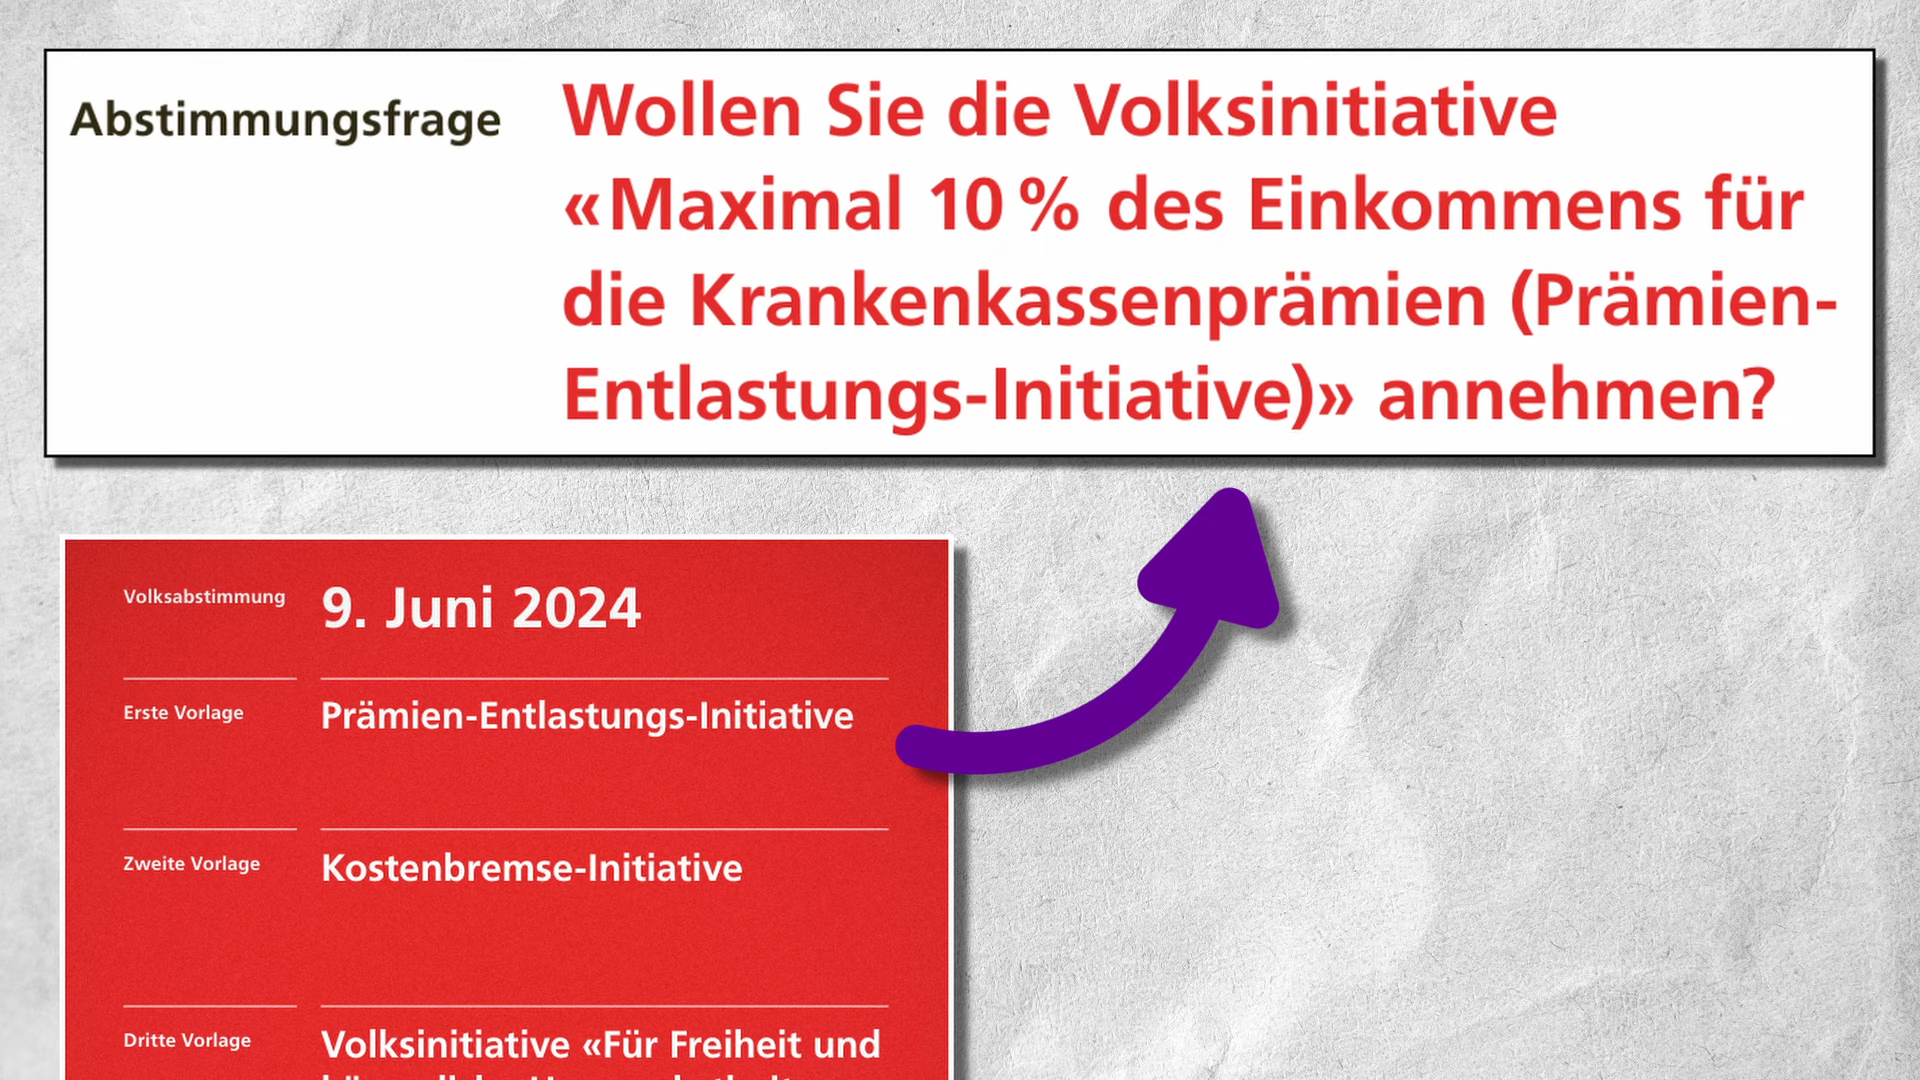 Abstimmungsfrage
Wollen Sie die Volksinitiative
«Maximal 10 % des Einkommens für
die Krankenkassenprämien (Prämien-
Entlastungs-Initiative)» annehmen?
Volksabstimmung
9. Juni 2024
Erste Vorlage
Prämien-Entlastungs-Initiative
Zweite Vorlage
Kostenbremse-Initiative
Dritte Vorlage
Volksinitiative «Für Freiheit und